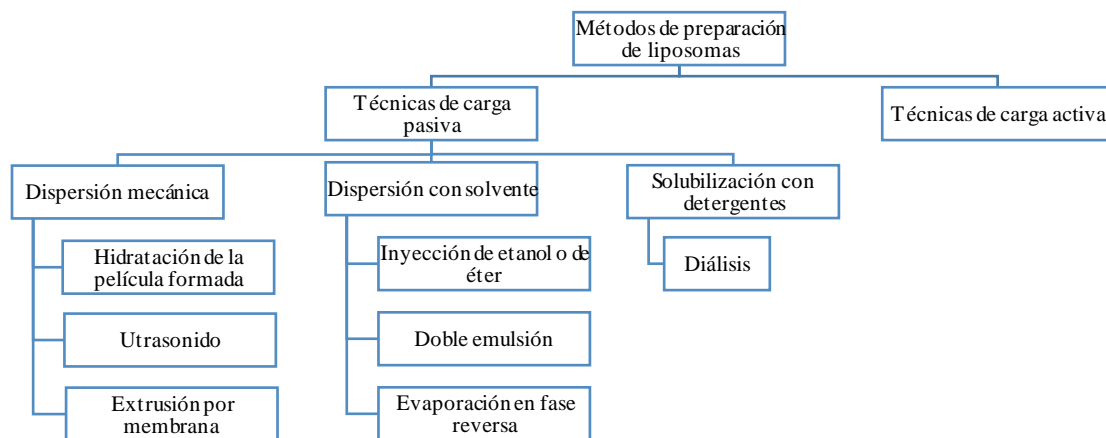 Métodos de preparación
de liposomas
Técnicas de carga
pasiva
Técnicas de carga activa
Dispersión mecánica
Dispersión con solvente
Solubilización con
detergentes
Hidratación de la
película formada
Inyección de etanol o de
éter
Diálisis
Utrasonido
Doble emulsión
Extrusión por
membrana
Evaporación en fase
reversa